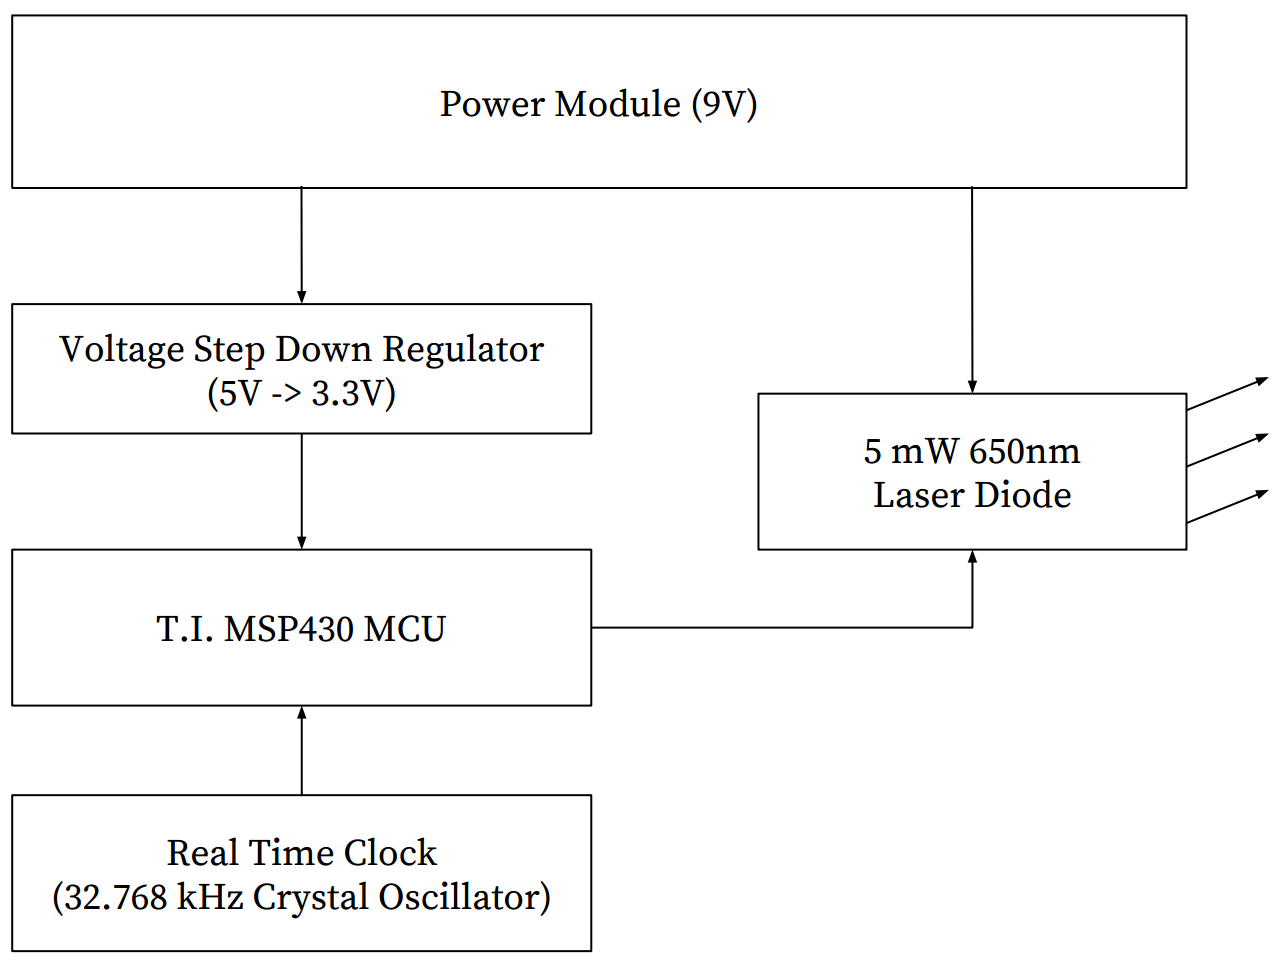 Power Module (9V)
Voltage Step Down Regulator
(5V -> 3.3V)
5 mW 650nm
Laser Diode
T.I. MSP430 MCU
Real Time Clock
(32.768 kHz Crystal Oscillator)